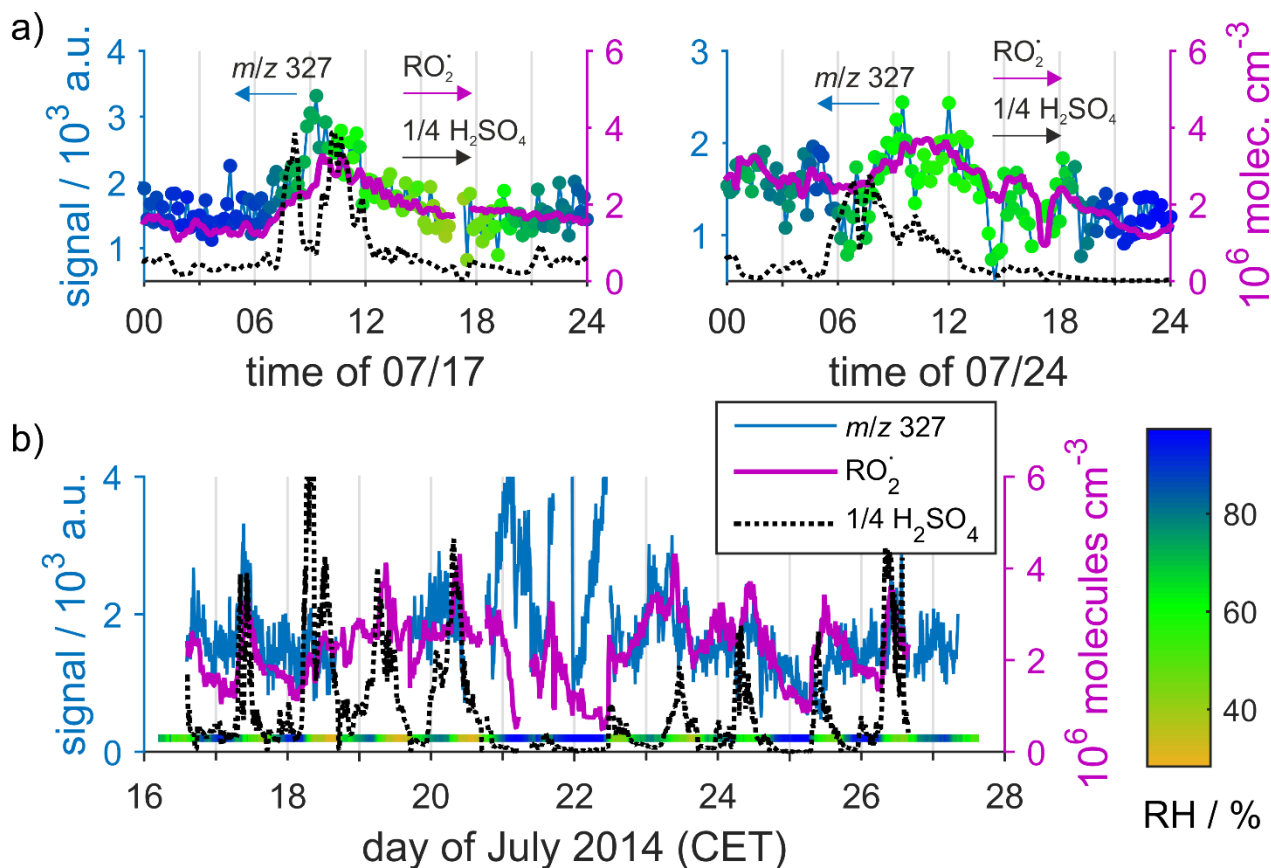 a)
signal / 10³ a.u.
4
3
2
1
m/z 327
RO₂˙
1/4 H₂SO₄
6
4
2
0
00
06
12
18
24
time of 07/17
3
2
1
m/z 327
RO₂˙
1/4 H₂SO₄
6
4
2
0
10⁶ molec. cm⁻³
00
06
12
18
24
time of 07/24
b)
signal / 10³ a.u.
4
2
0
m/z 327
RO₂˙
1/4 H₂SO₄
6
4
2
0
10⁶ molecules cm⁻³
16
18
20
22
24
26
28
day of July 2014 (CET)
80
60
40
RH / %